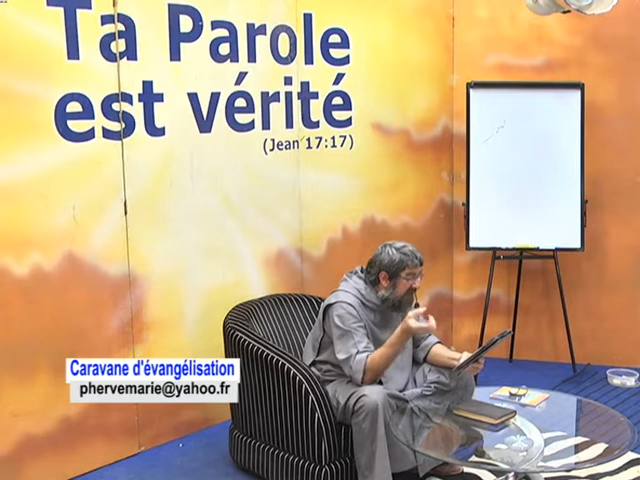 Ta Parole
est vérité
(Jean 17:17)
Caravane d'évangélisation
phervemarie@yahoo.fr